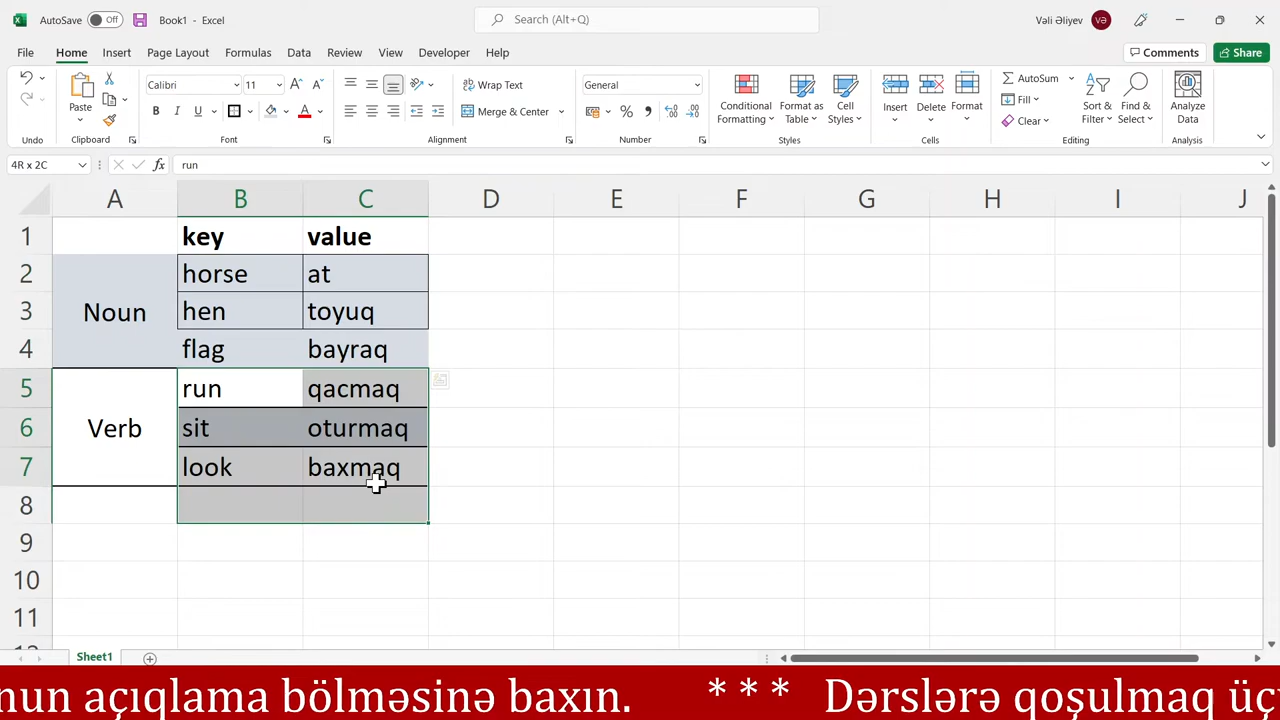 AutoSave Off Book1 - Excel Search (Alt+Q) Vəli Əliyev VƏ
File Home Insert Page Layout Formulas Data Review View Developer Help Comments Share
Calibri 11 Wrap Text General AutoSum
Paste B I U A Merge & Center % Conditional Formatting Format as Table Cell Styles Insert Delete Format Fill Sort & Filter Find & Select Analyze Data
Clear
Undo Clipboard Font Alignment Number Styles Cells Editing Analysis
4R x 2C fx run
A B C D E F G H I J
1 key value
2 horse at
3 Noun hen toyuq
4 flag bayraq
5 run qacmaq
6 Verb sit oturmaq
7 look baxmaq
8
9
10
11
Sheet1
nun açıqlama bölməsinə baxın. * * * Dərslərə qoşulmaq üç